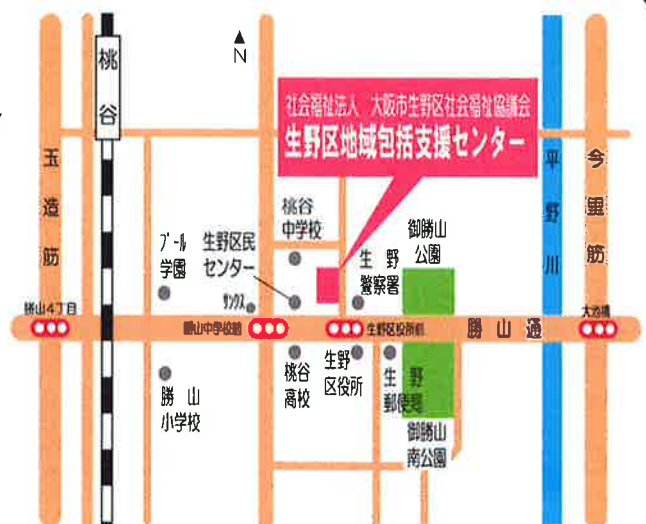 桃谷
N
社会福祉法人 大阪市生野区社会福祉協議会
生野区地域包括支援センター
玉造筋
平野川
今里筋
桃谷
中学校
御勝山
公園
プール
学園
生野区民
センター
生野
警察署
サンクス
勝山4丁目
勝山中学校前
生野区役所前
勝山通
大池橋
勝山
小学校
桃谷
高校
生野
区役所
生野
郵便局
御勝山
南公園